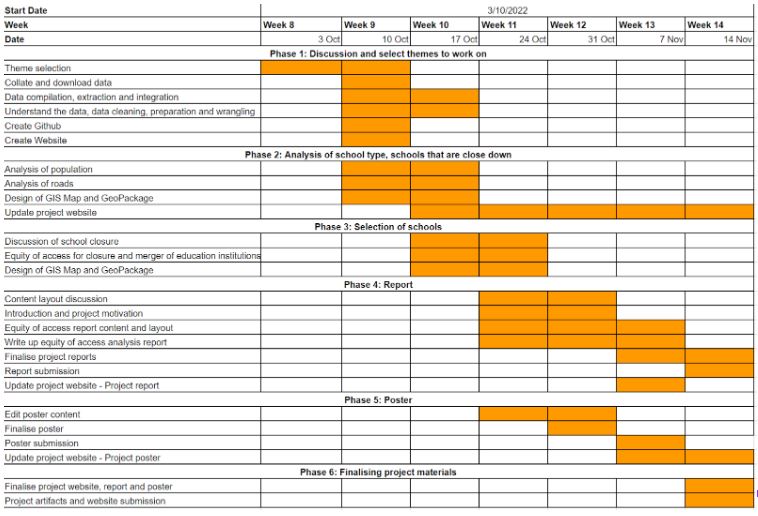 Start Date 3/10/2022
Week Week 8 Week 9 Week 10 Week 11 Week 12 Week 13 Week 14
Date 3 Oct 10 Oct 17 Oct 24 Oct 31 Oct 7 Nov 14 Nov
Phase 1: Discussion and select themes to work on
Theme selection
Collate and download data
Data compilation, extraction and integration
Understand the data, data cleaning, preparation and wrangling
Create Github
Create Website
Phase 2: Analysis of school type, schools that are close down
Analysis of population
Analysis of roads
Design of GIS Map and GeoPackage
Update project website
Phase 3: Selection of schools
Discussion of school closure
Equity of access for closure and merger of education institutions
Design of GIS Map and GeoPackage
Phase 4: Report
Content layout discussion
Introduction and project motivation
Equity of access report content and layout
Write up equity of access analysis report
Finalise project reports
Report submission
Update project website - Project report
Phase 5: Poster
Edit poster content
Finalise poster
Poster submission
Update project website - Project poster
Phase 6: Finalising project materials
Finalise project website, report and poster
Project artifacts and website submission